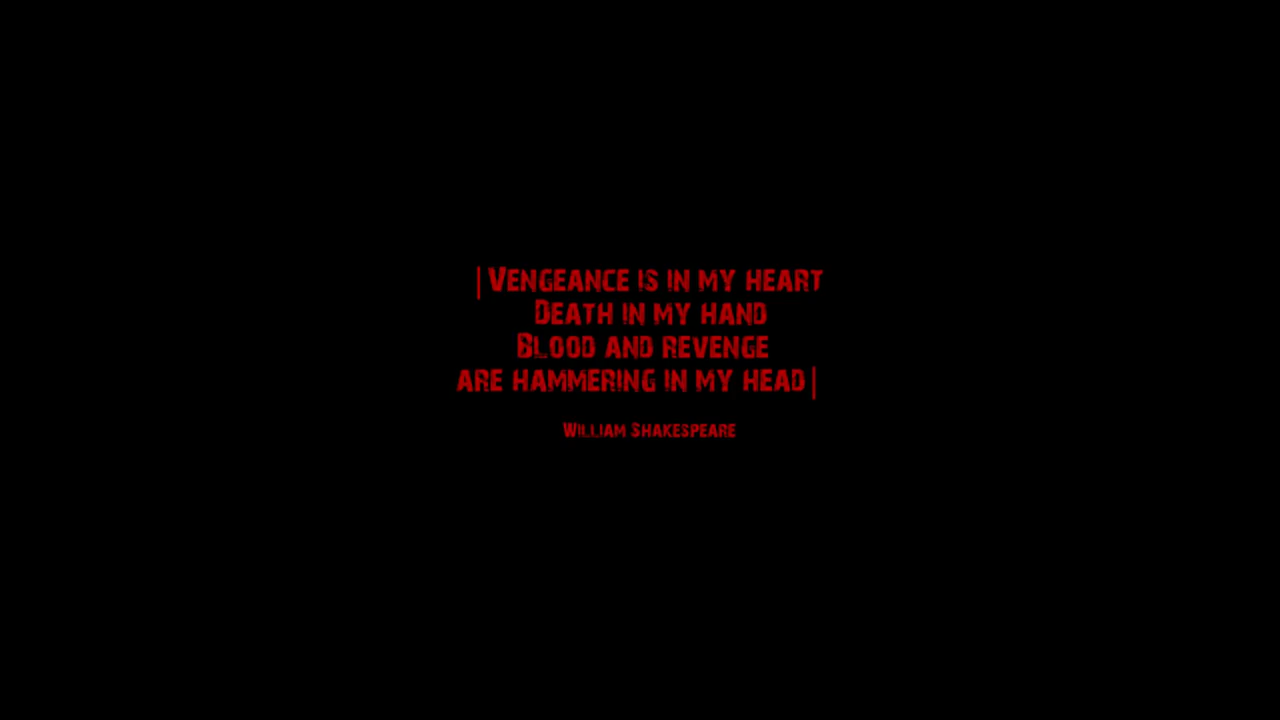 |Vengeance is in my heart
Death in my hand
Blood and revenge
are hammering in my head|
William Shakespeare